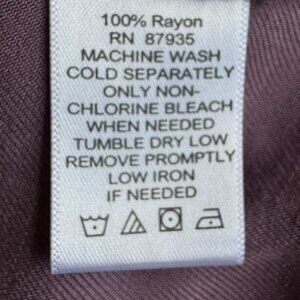 100% Rayon
RN 87935
MACHINE WASH
COLD SEPARATELY
ONLY NON-
CHLORINE BLEACH
WHEN NEEDED
TUMBLE DRY LOW
REMOVE PROMPTLY
LOW IRON
IF NEEDED